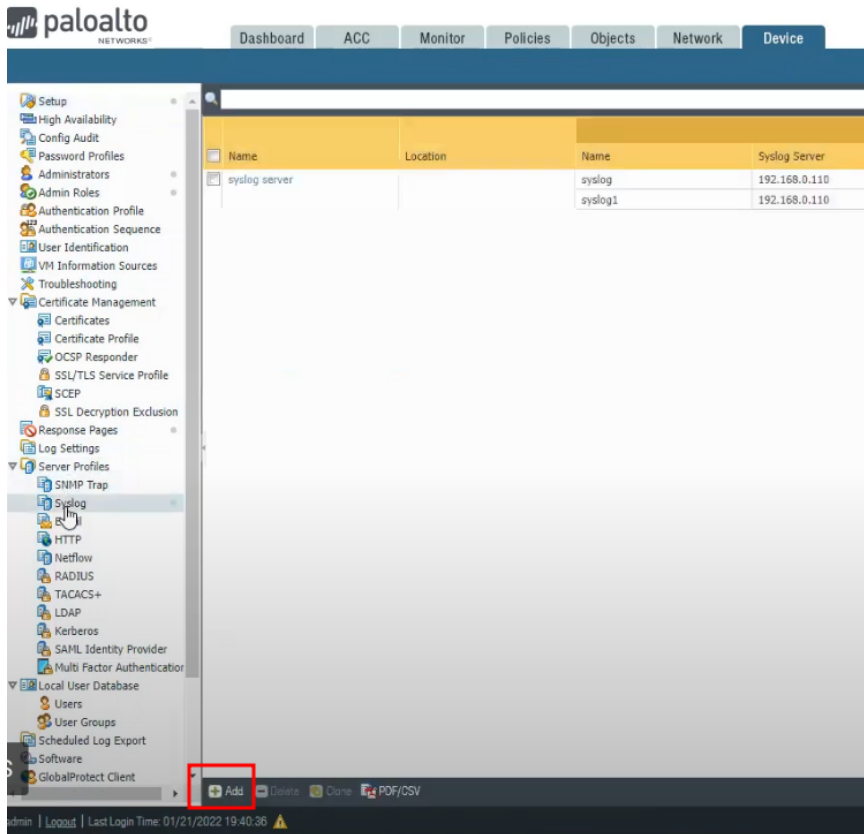 paloalto
NETWORKS®
Dashboard ACC Monitor Policies Objects Network Device
Setup
High Availability
Config Audit
Password Profiles
Administrators
Admin Roles
Authentication Profile
Authentication Sequence
User Identification
VM Information Sources
Troubleshooting
Certificate Management
Certificates
Certificate Profile
OCSP Responder
SSL/TLS Service Profile
SCEP
SSL Decryption Exclusion
Response Pages
Log Settings
Server Profiles
SNMP Trap
Syslog
HTTP
Netflow
RADIUS
TACACS+
LDAP
Kerberos
SAML Identity Provider
Multi Factor Authentication
Local User Database
Users
User Groups
Scheduled Log Export
Software
GlobalProtect Client
Name Location Name Syslog Server
syslog server syslog 192.168.0.110
syslog1 192.168.0.110
Add Delete Clone PDF/CSV
admin | Logout | Last Login Time: 01/21/2022 19:40:36